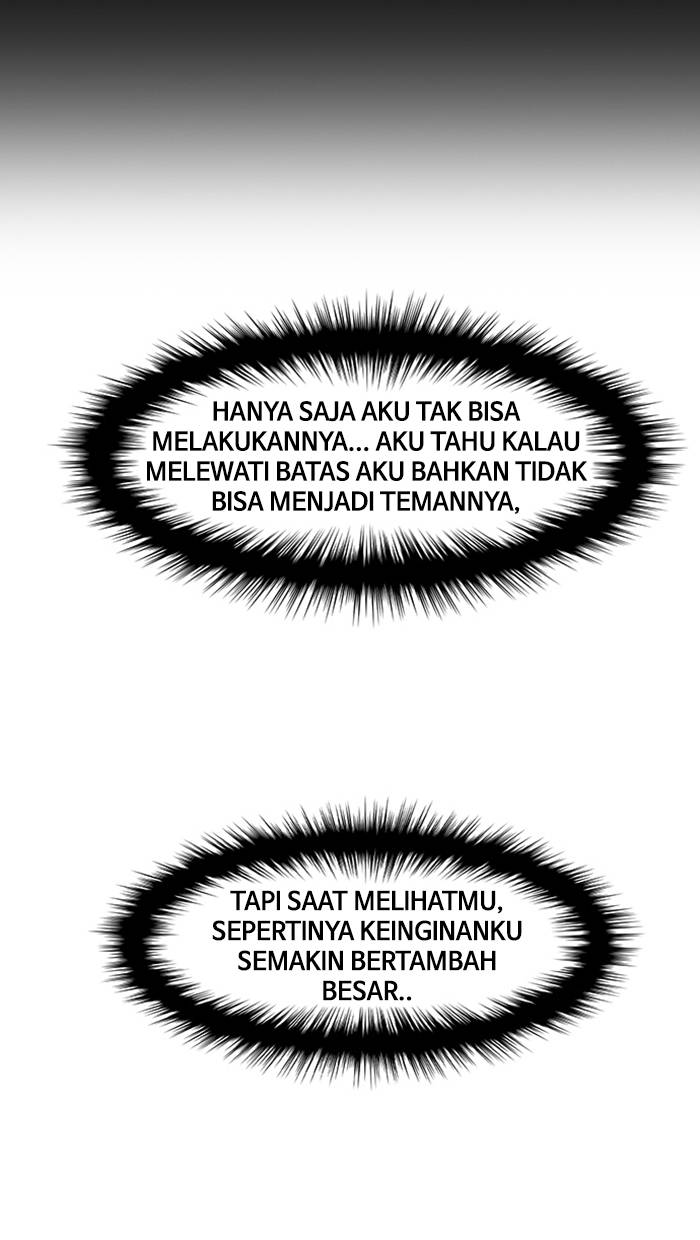 HANYA SAJA AKU TAK BISA
MELAKUKANNYA... AKU TAHU KALAU
MELEWATI BATAS AKU BAHKAN TIDAK
BISA MENJADI TEMANNYA,
TAPI SAAT MELIHATMU,
SEPERTINYA KEINGINANKU
SEMAKIN BERTAMBAH
BESAR..